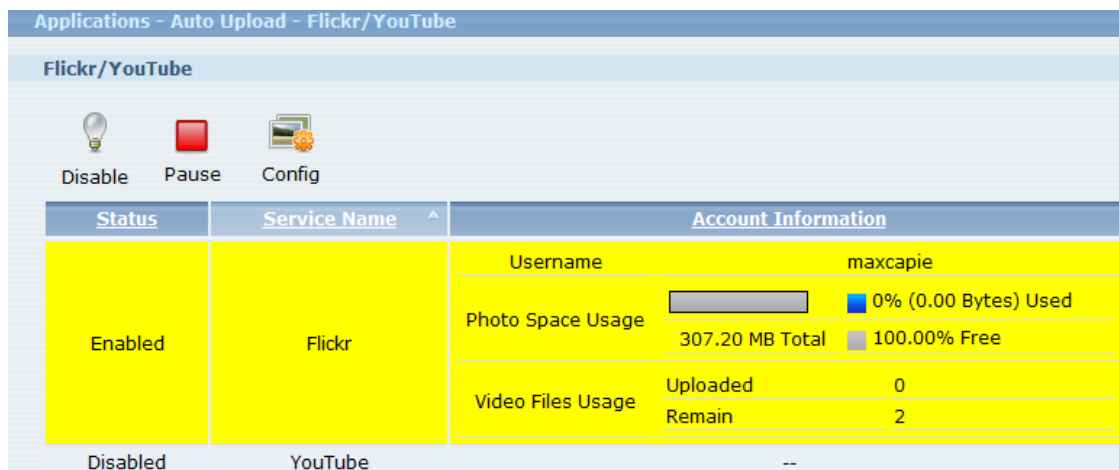 Applications - Auto Upload - Flickr/YouTube
Flickr/YouTube
Disable Pause Config
Status Service Name Account Information
Username maxcapie
Enabled Flickr Photo Space Usage 0% (0.00 Bytes) Used
307.20 MB Total 100.00% Free
Video Files Usage Uploaded 0
Remain 2
Disabled YouTube --